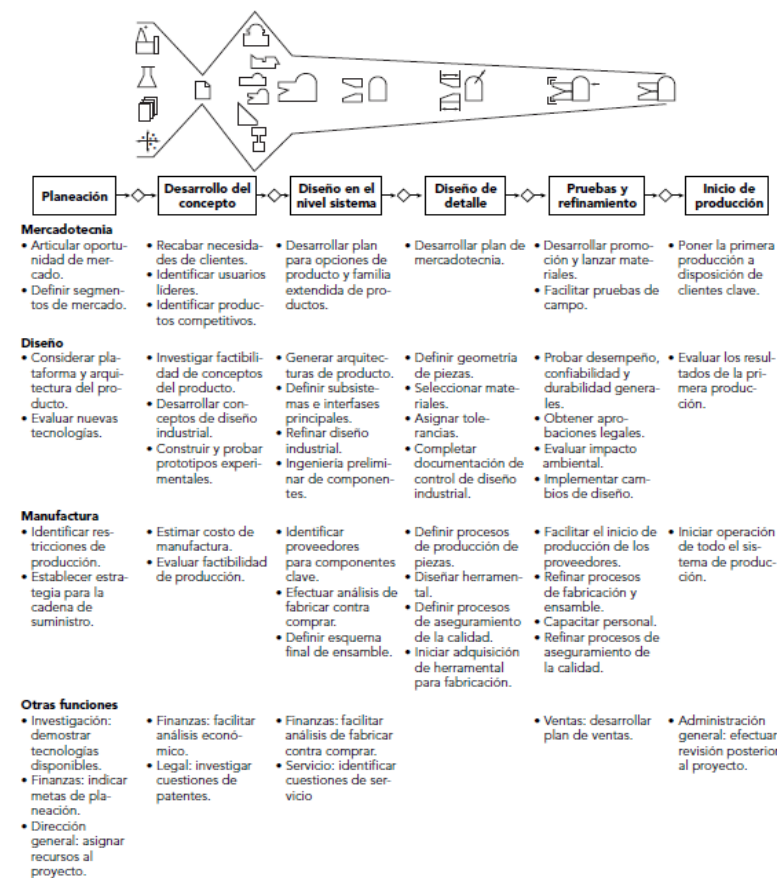 Planeación
Desarrollo del
concepto
Diseño en el
nivel sistema
Diseño de
detalle
Pruebas y
refinamiento
Inicio de
producción
Mercadotecnia
• Articular oportu-
nidad de mer-
cado.
• Definir segmen-
tos de mercado.
• Recabar necesida-
des de clientes.
• Identificar usuarios
líderes.
• Identificar produc-
tos competitivos.
• Desarrollar plan
para opciones de
producto y familia
extendida de pro-
ductos.
• Desarrollar plan de
mercadotecnia.
• Desarrollar promo-
ción y lanzar mate-
riales.
• Facilitar pruebas de
campo.
• Poner la primera
producción a
disposición de
clientes clave.
Diseño
• Considerar pla-
taforma y arqui-
tectura del pro-
ducto.
• Evaluar nuevas
tecnologías.
• Investigar factibili-
dad de conceptos
del producto.
• Desarrollar con-
ceptos de diseño
industrial.
• Construir y probar
prototipos experi-
mentales.
• Generar arquitec-
turas de producto.
• Definir subsiste-
mas e interfases
principales.
• Refinar diseño
industrial.
• Ingeniería prelimi-
nar de componen-
tes.
• Definir geometría
de piezas.
• Seleccionar mate-
riales.
• Asignar tole-
rancias.
• Completar
documentación de
control de diseño
industrial.
• Probar desempeño,
confiabilidad y
durabilidad genera-
les.
• Obtener apro-
baciones legales.
• Evaluar impacto
ambiental.
• Implementar cam-
bios de diseño.
• Evaluar los resul-
tados de la pri-
mera produc-
ción.
Manufactura
• Identificar res-
tricciones de
producción.
• Establecer estra-
tegia para la
cadena de
suministro.
• Estimar costo de
manufactura.
• Evaluar factibilidad
de producción.
• Identificar
proveedores
para componentes
clave.
• Efectuar análisis de
fabricar contra
comprar.
• Definir esquema
final de ensamble.
• Definir procesos
de producción de
piezas.
• Diseñar herramen-
tal.
• Definir procesos
de aseguramiento
de la calidad.
• Iniciar adquisición
de herramental
para fabricación.
• Facilitar el inicio de
producción de los
proveedores.
• Refinar procesos
de fabricación y
ensamble.
• Capacitar personal.
• Refinar procesos de
aseguramiento de
la calidad.
• Iniciar operación
de todo el sis-
tema de produc-
ción.
Otras funciones
• Investigación:
demostrar
tecnologías
disponibles.
• Finanzas: indicar
metas de pla-
neación.
• Dirección
general: asignar
recursos al
proyecto.
• Finanzas: facilitar
análisis econó-
mico.
• Legal: investigar
cuestiones de
patentes.
• Finanzas: facilitar
análisis de fabricar
contra comprar.
• Servicio: identificar
cuestiones de ser-
vicio
• Ventas: desarrollar
plan de ventas.
• Administración
general: efectuar
revisión posterior
al proyecto.